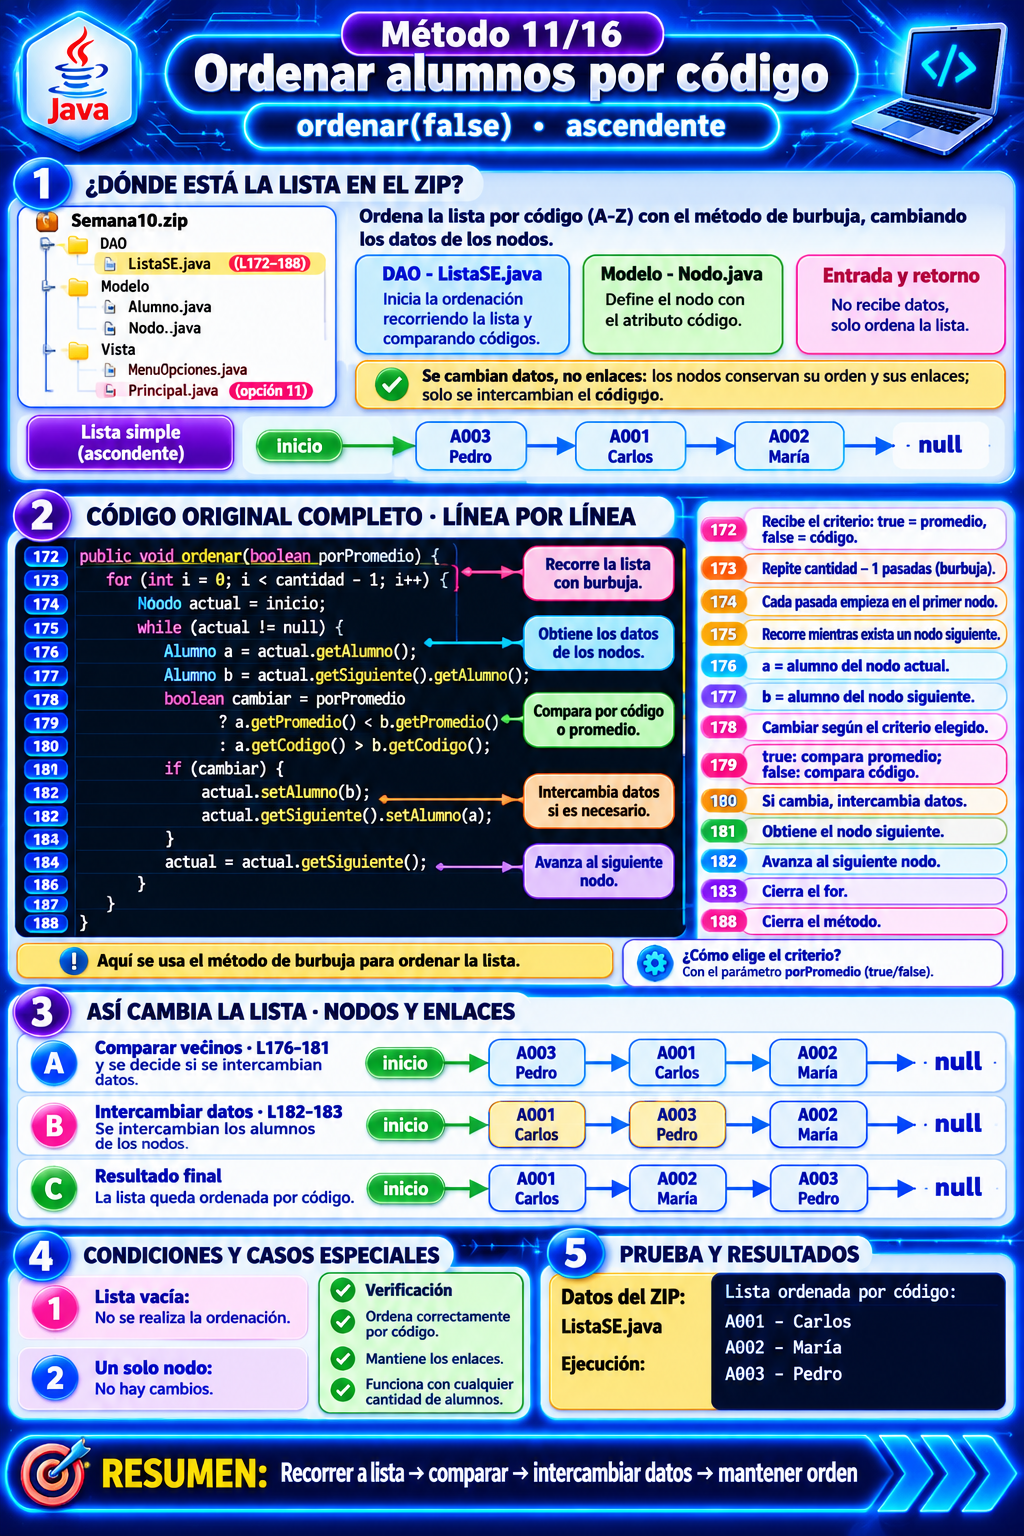 Java
Método 11/16
Ordenar alumnos por código
ordenar(false) · ascendente
</>
1
¿DÓNDE ESTÁ LA LISTA EN EL ZIP?
Semana10.zip
DAO
ListaSE.java (L172–188)
Modelo
Alumno.java
Nodo..java
Vista
MenuOpciones.java
Principal.java (opción 11)
Ordena la lista por código (A–Z) con el método de burbuja, cambiando
los datos de los nodos.
DAO - ListaSE.java
Inicia la ordenación
recorriendo la lista y
comparando códigos.
Modelo - Nodo.java
Define el nodo con
el atributo código.
Entrada y retorno
No recibe datos,
solo ordena la lista.
Se cambian datos, no enlaces: los nodos conservan su orden y sus enlaces;
solo se intercambian el
Lista simple
(ascondente)
inicio
A003
Pedro
A001
Carlos
A002
María
null
2
CÓDIGO ORIGINAL COMPLETO · LÍNEA POR LÍNEA
172 public void ordenar(boolean porPromedio) {
173 for (int i = 0; i < cantidad - 1; i++) {
174 Noodo actual = inicio;
175 while (actual != null) {
176 Alumno a = actual.getAlumno();
177 Alumno b = actual.getSiguiente().getAlumno();
178 boolean cambiar = porPromedio
179 ? a.getPromedio() < b.getPromedio()
180 : a.getCodigo() > b.getCodigo();
181 if (cambiar) {
182 actual.setAlumno(b);
182 actual.getSiguiente().setAlumno(a);
184 }
184 actual = actual.getSiguiente();
186 }
187 }
188 }
Recorre la lista
con burbuja.
Obtiene los datos
de los nodos.
Compara por código
o promedio.
Intercambia datos
si es necesario.
Avanza al siguiente
nodo.
172 Recibe el criterio: true = promedio,
false = código.
173 Repite cantidad – 1 pasadas (burbuja).
174 Cada pasada empieza en el primer nodo.
175 Recorre mientras exista un nodo siguiente.
176 a = alumno del nodo actual.
177 b = alumno del nodo siguiente.
178 Cambiar según el criterio elegido.
179 true: compara promedio;
false: compara código.
180 Si cambia, intercambia datos.
181 Obtiene el nodo siguiente.
182 Avanza al siguiente nodo.
183 Cierra el for.
188 Cierra el método.
! Aquí se usa el método de burbuja para ordenar la lista.
¿Cómo elige el criterio?
Con el parámetro porPromedio (true/false).
3
ASÍ CAMBIA LA LISTA · NODOS Y ENLACES
A
Comparar vecinos · L176–181
y se decide si se intercambian
datos.
inicio
A003
Pedro
A001
Carlos
A002
María
null
B
Intercambiar datos · L182–183
Se intercambian los alumnos
de los nodos.
inicio
A001
Carlos
A003
Pedro
A002
María
null
C
Resultado final
La lista queda ordenada por código.
inicio
A001
Carlos
A002
María
A003
Pedro
null
4
CONDICIONES Y CASOS ESPECIALES
1
Lista vacía:
No se realiza la ordenación.
2
Un solo nodo:
No hay cambios.
Verificación
Ordena correctamente
por código.
Mantiene los enlaces.
Funciona con cualquier
cantidad de alumnos.
5
PRUEBA Y RESULTADOS
Datos del ZIP:
ListaSE.java
Ejecución:
Lista ordenada por código:
A001 – Carlos
A002 – María
A003 – Pedro
RESUMEN: Recorrer a lista → comparar → intercambiar datos → mantener orden